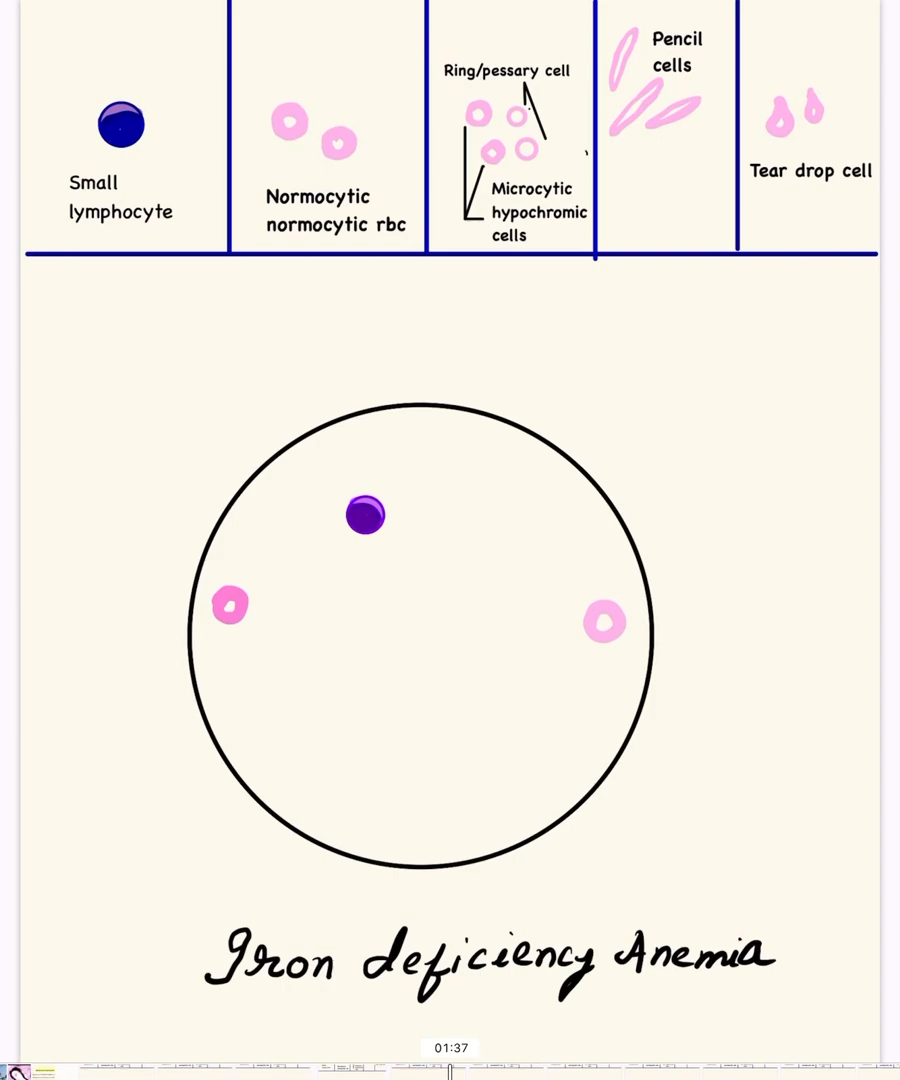 Small
lymphocyte
Normocytic
normocytic rbc
Ring/pessary cell
Microcytic
hypochromic
cells
Pencil
cells
Tear drop cell
Iron deficiency Anemia
01:37